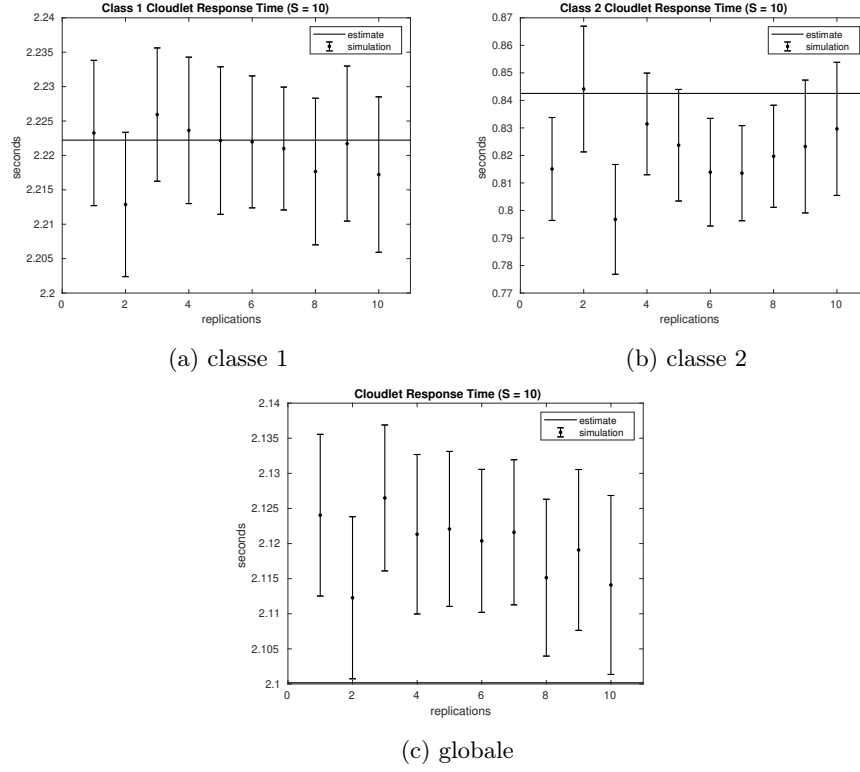 Class 1 Cloudlet Response Time (S = 10)
2.24
2.235
2.23
2.225
2.22
2.215
2.21
2.205
2.2
seconds
estimate
simulation
0 2 4 6 8 10
replications
(a) classe 1
Class 2 Cloudlet Response Time (S = 10)
0.87
0.86
0.85
0.84
0.83
0.82
0.81
0.8
0.79
0.78
0.77
seconds
estimate
simulation
0 2 4 6 8 10
replications
(b) classe 2
Cloudlet Response Time (S = 10)
2.14
2.135
2.13
2.125
2.12
2.115
2.11
2.105
2.1
seconds
estimate
simulation
0 2 4 6 8 10
replications
(c) globale